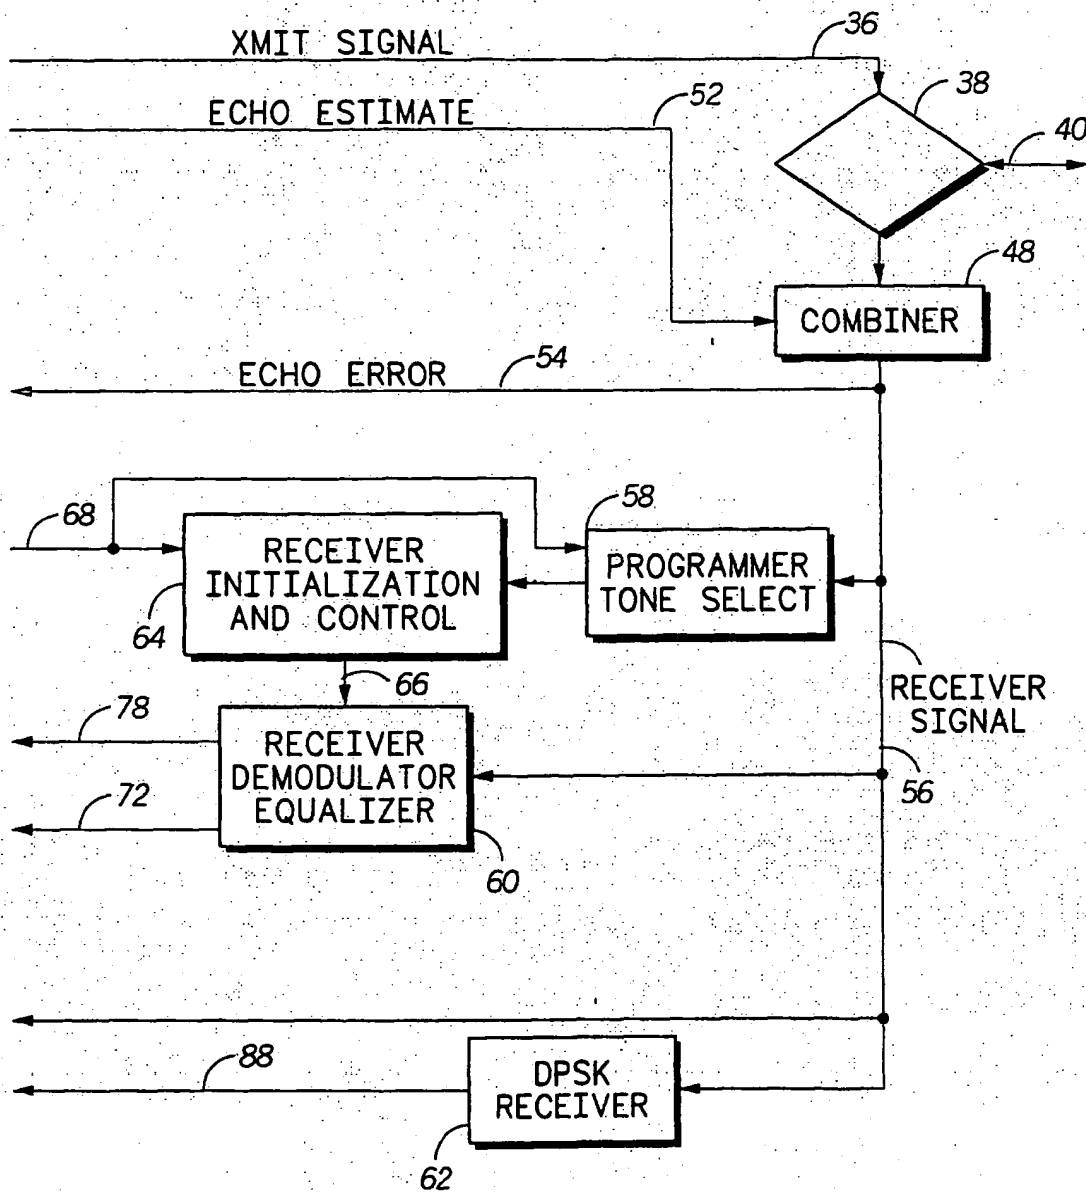 36
XMIT SIGNAL
38
52
ECHO ESTIMATE
40
48
COMBINER
ECHO ERROR
54
58
68
RECEIVER
INITIALIZATION
AND CONTROL
PROGRAMMER
TONE SELECT
64
66
RECEIVER
SIGNAL
78
RECEIVER
DEMODULATOR
EQUALIZER
72
56
60
88
DPSK
RECEIVER
62